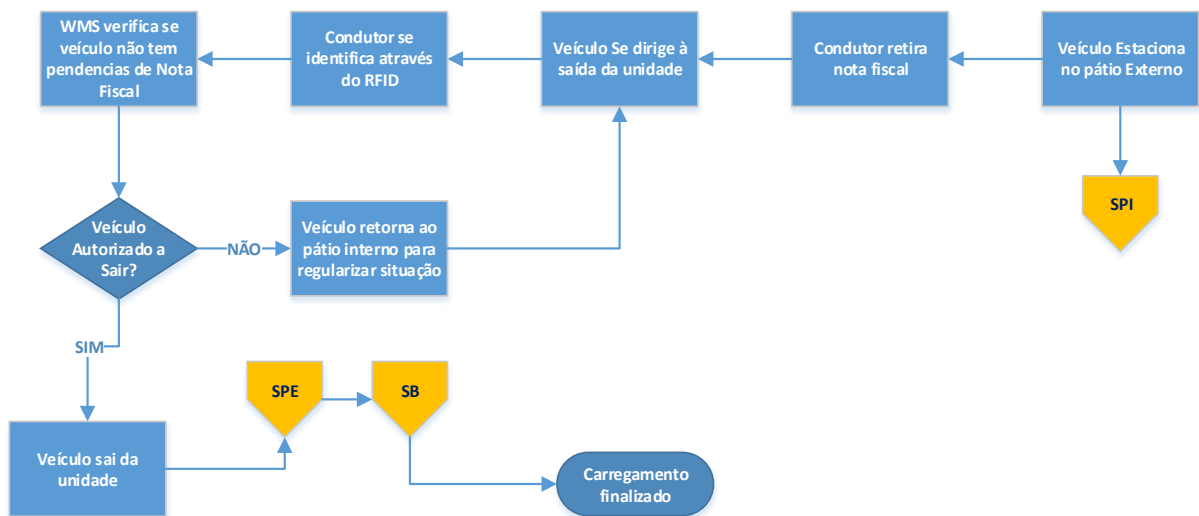 WMS verifica se
veículo não tem
pendencias de Nota
Fiscal
Condutor se
identifica através
do RFID
Veículo Se dirige à
saída da unidade
Condutor retira
nota fiscal
Veículo Estaciona
no pátio Externo
SPI
Veículo
Autorizado a
Sair?
NÃO
Veículo retorna ao
pátio interno para
regularizar situação
SIM
SPE
SB
Veículo sai da
unidade
Carregamento
finalizado